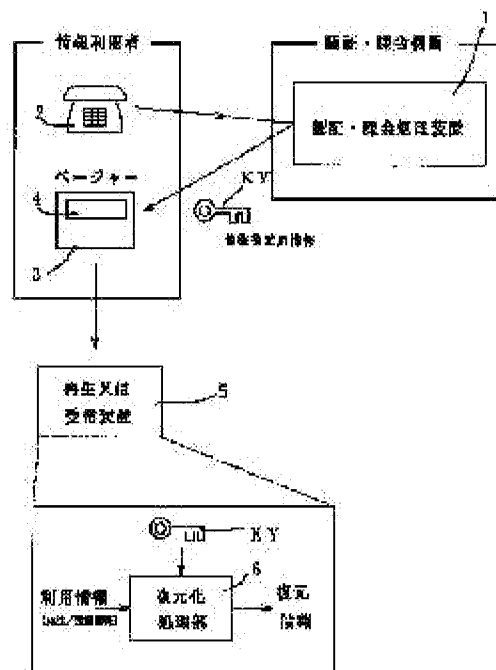 情報利用者
認証・課金機関
1
2
認証・課金処理装置
ページャー
KY
4
3
再生又は
受信装置
5
KY
6
利用情報
復元化
処理部
復元
情報